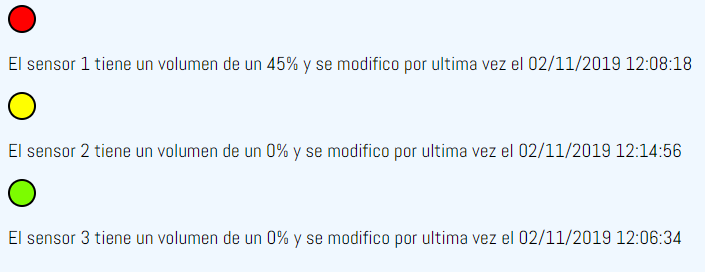 El sensor 1 tiene un volumen de un 45% y se modifico por ultima vez el 02/11/2019 12:08:18
El sensor 2 tiene un volumen de un 0% y se modifico por ultima vez el 02/11/2019 12:14:56
El sensor 3 tiene un volumen de un 0% y se modifico por ultima vez el 02/11/2019 12:06:34